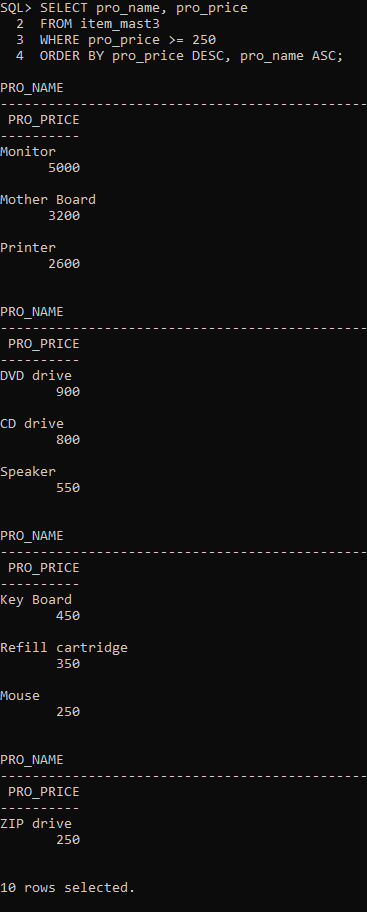 SQL> SELECT pro_name, pro_price
  2  FROM item_mast3
  3  WHERE pro_price >= 250
  4  ORDER BY pro_price DESC, pro_name ASC;

PRO_NAME
----------------------------------------------
 PRO_PRICE
----------
Monitor
      5000

Mother Board
      3200

Printer
      2600


PRO_NAME
----------------------------------------------
 PRO_PRICE
----------
DVD drive
       900

CD drive
       800

Speaker
       550


PRO_NAME
----------------------------------------------
 PRO_PRICE
----------
Key Board
       450

Refill cartridge
       350

Mouse
       250


PRO_NAME
----------------------------------------------
 PRO_PRICE
----------
ZIP drive
       250


10 rows selected.